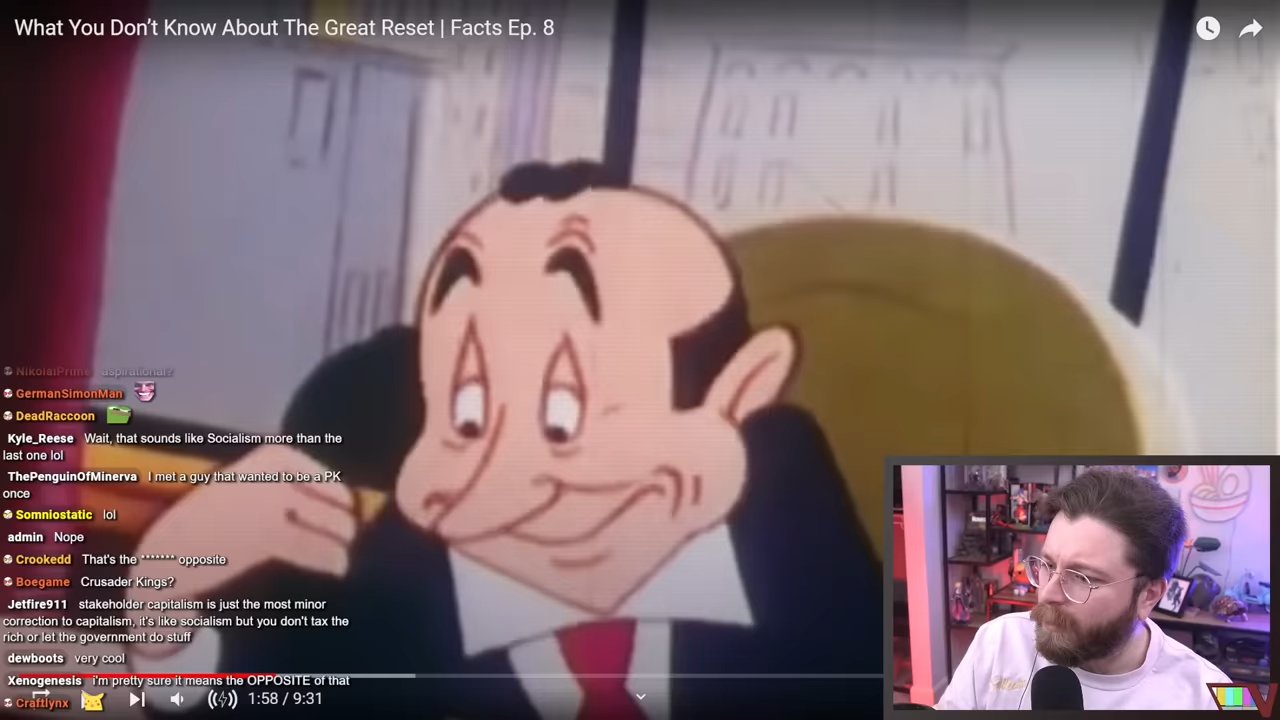 What You Don't Know About The Great Reset | Facts Ep. 8
NikolaiPrime aspirational?
GermanSimonMan
DeadRaccoon
Kyle_Reese Wait, that sounds like Socialism more than the
last one lol
ThePenguinOfMinerva I met a guy that wanted to be a PK
once
Somniostatic lol
admin Nope
Crookedd That's the ******* opposite
Boegame Crusader Kings?
Jetfire911 stakeholder capitalism is just the most minor
correction to capitalism, it's like socialism but you don't tax the
rich or let the government do stuff
dewboots very cool
Xenogenesis i'm pretty sure it means the OPPOSITE of that
Craftlynx
1:58 / 9:31